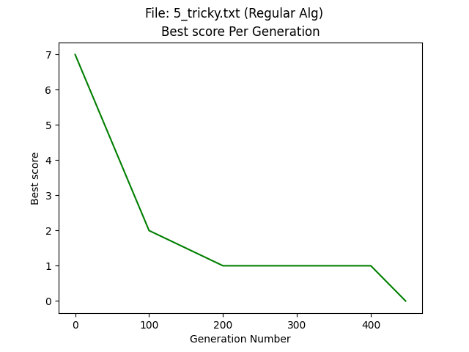 File: 5_tricky.txt (Regular Alg)
Best score Per Generation
Best score
7
6
5
4
3
2
1
0
0 100 200 300 400
Generation Number